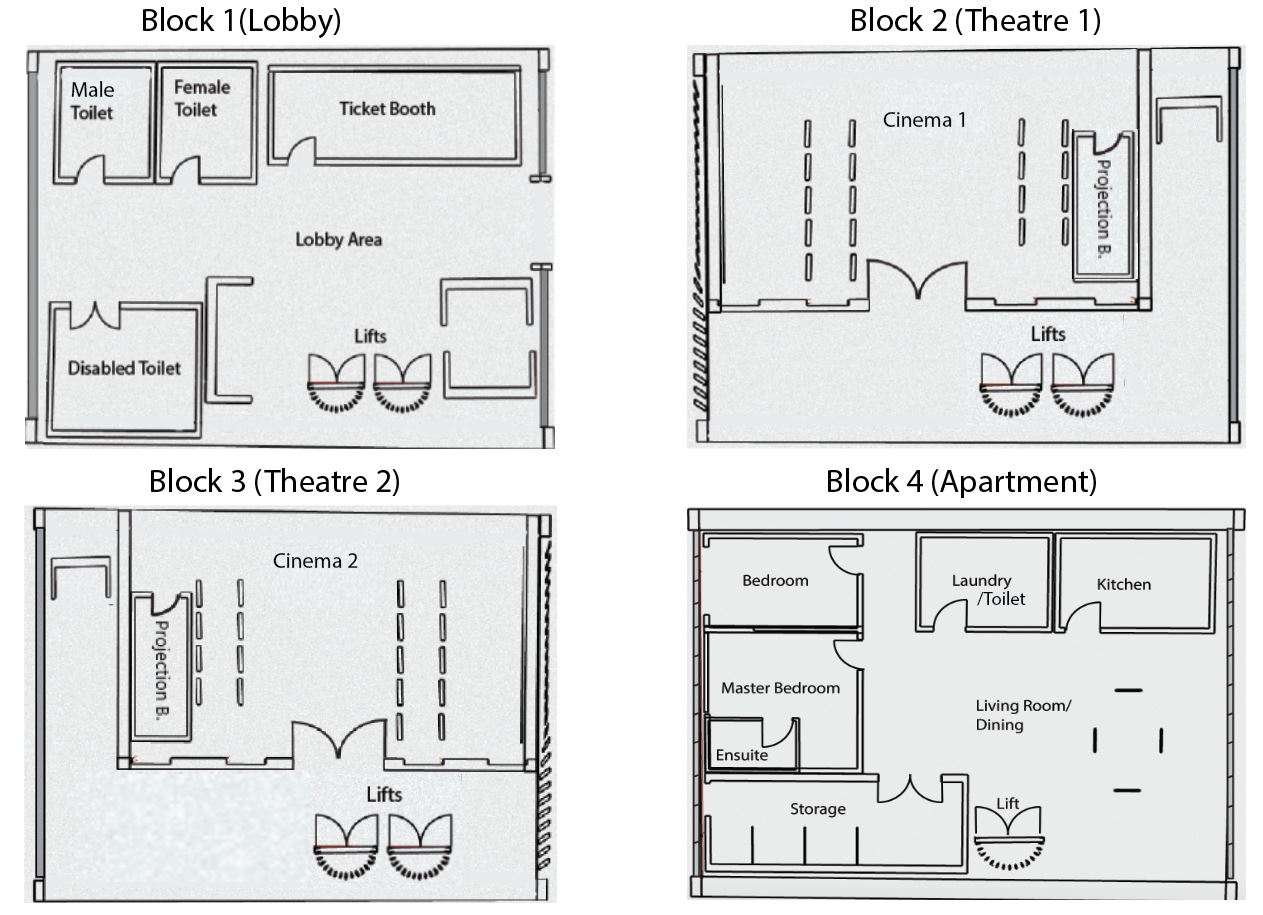 Block 1(Lobby)
Male
Toilet
Female
Toilet
Ticket Booth
Lobby Area
Disabled Toilet
Lifts
Block 2 (Theatre 1)
Cinema 1
Projection B.
Lifts
Block 3 (Theatre 2)
Cinema 2
Projection B.
Lifts
Block 4 (Apartment)
Bedroom
Laundry
/Toilet
Kitchen
Master Bedroom
Living Room/
Dining
Ensuite
Storage
Lift